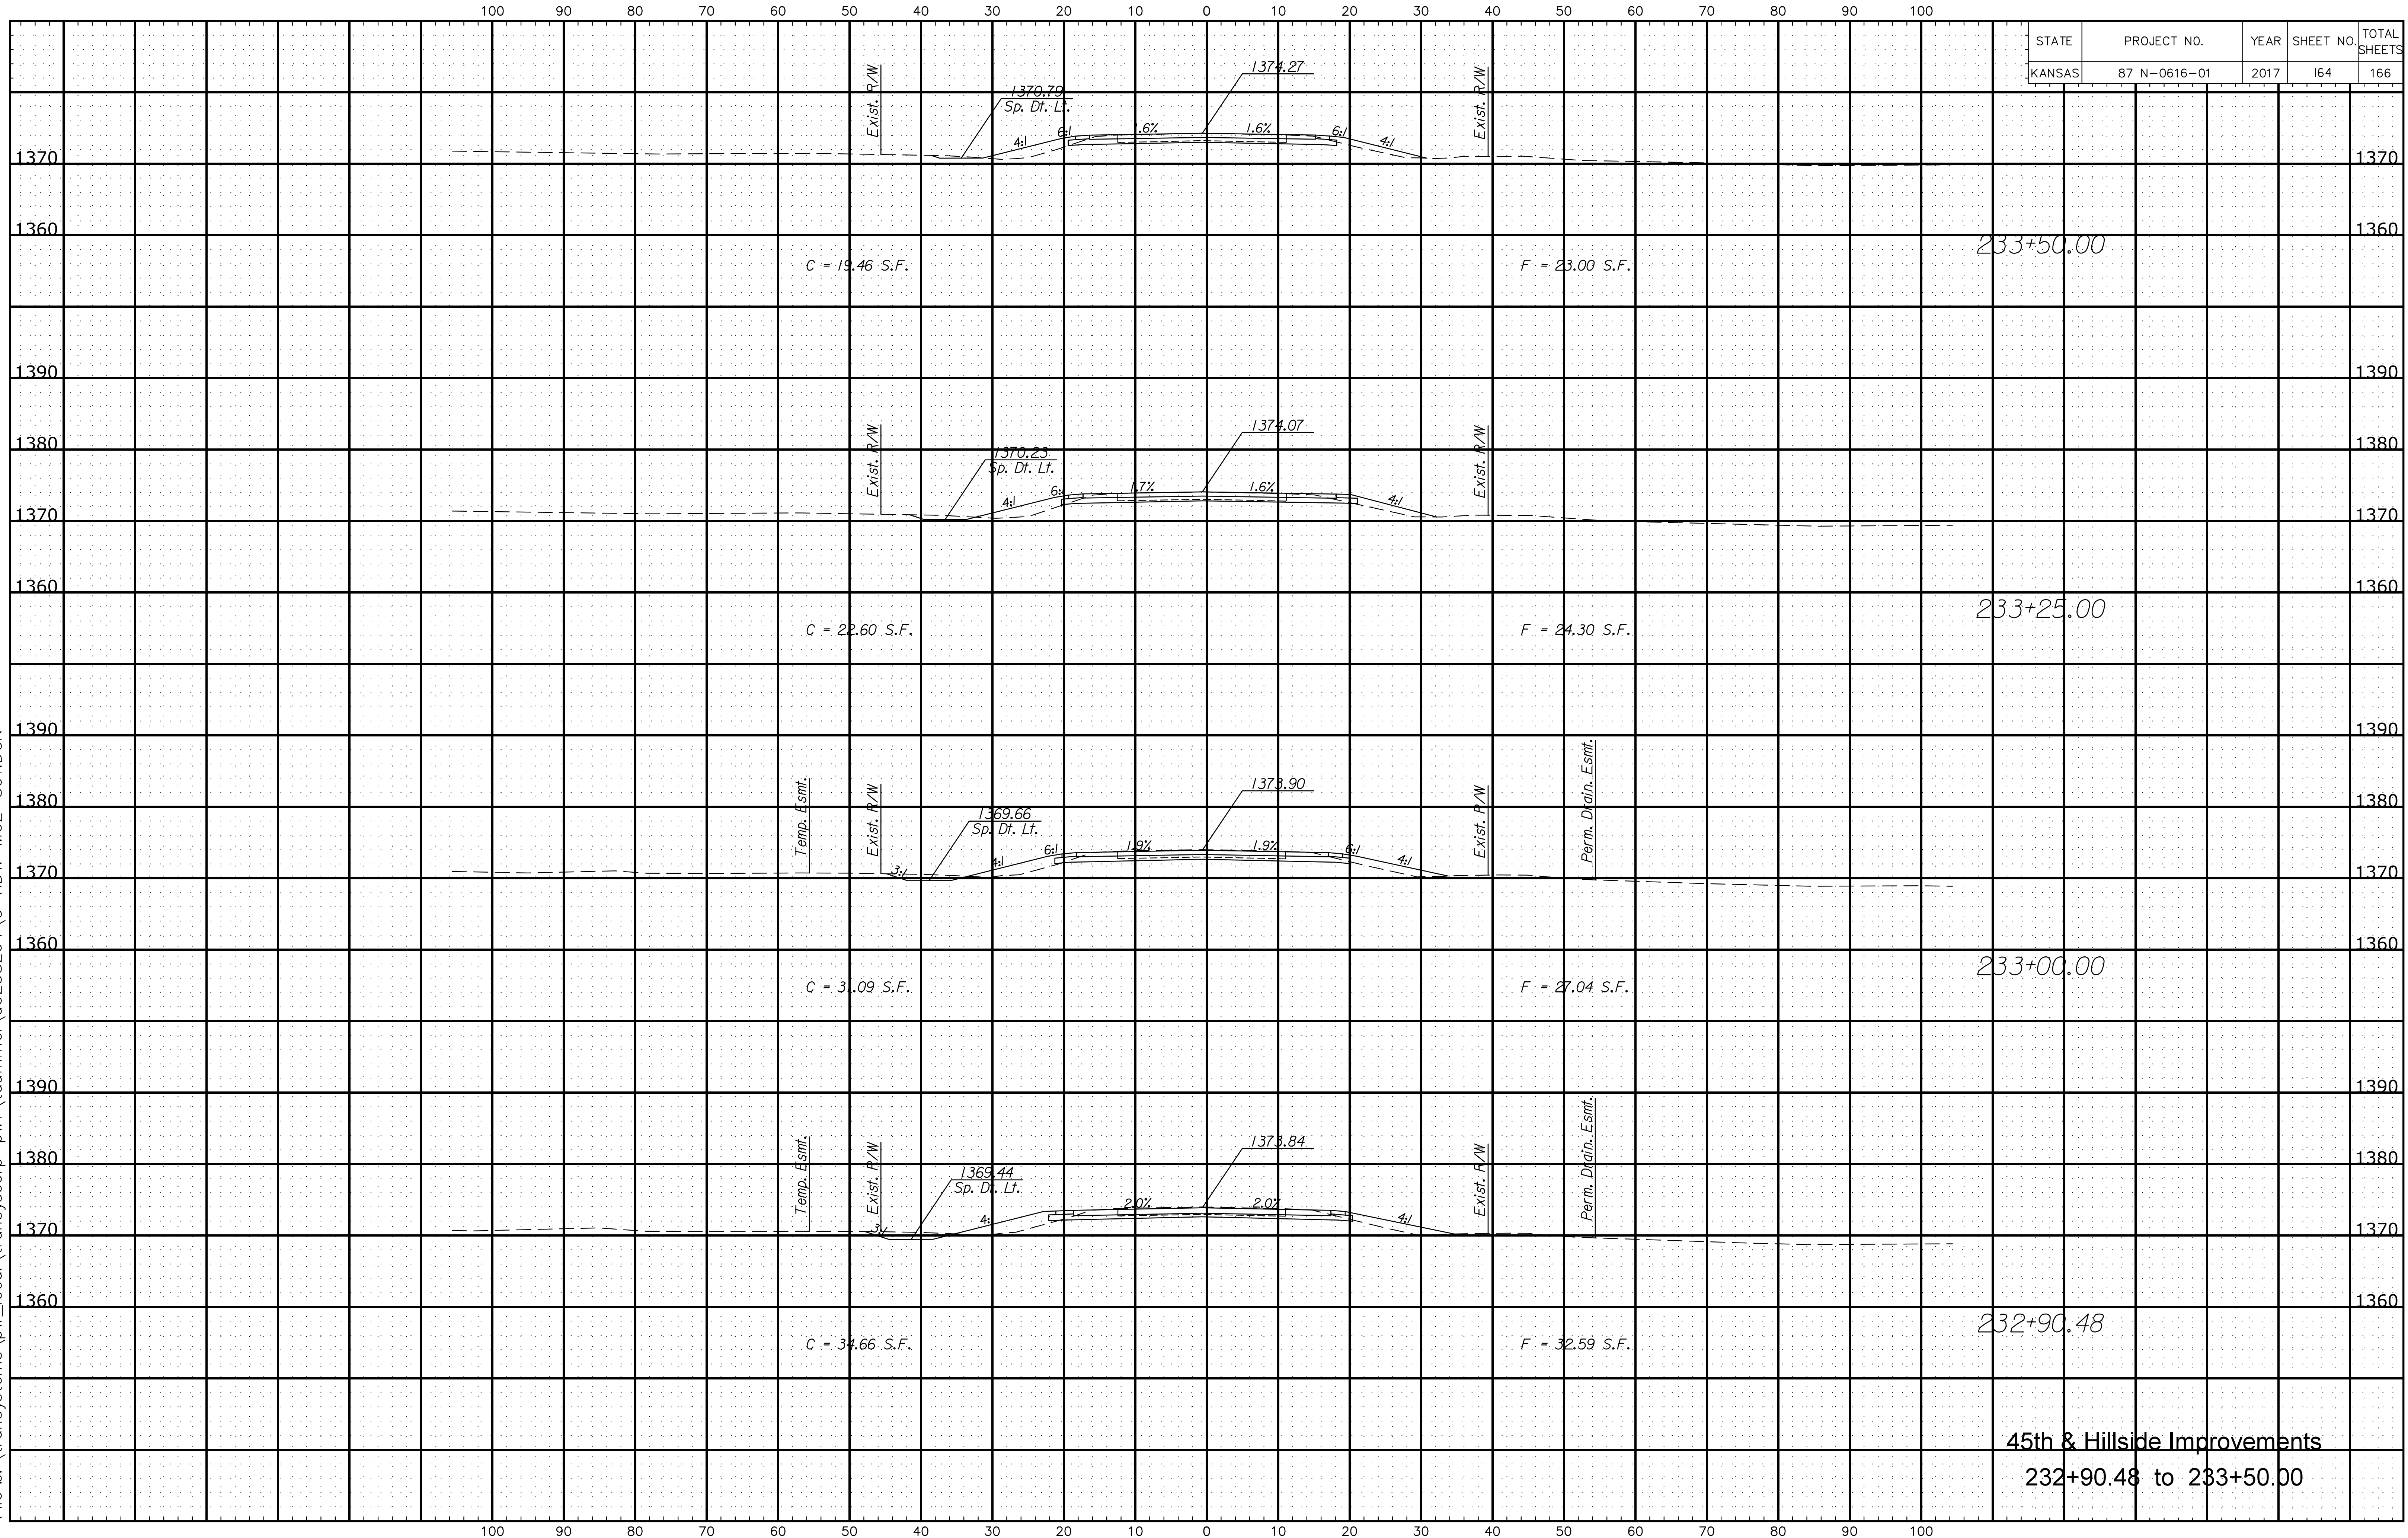 100 90 80 70 60 50 40 30 20 10 0 10 20 30 40 50 60 70 80 90 100
STATE PROJECT NO. YEAR SHEET NO. TOTAL SHEETS
KANSAS 87 N-0616-01 2017 164 166
Exist. R/W
1370.79
Sp. Dt. Lt.
1374.27
Exist. R/W
4:1 6:1 1.6% 1.6% 6:1 4:1
1370 1370
1360 1360
233+50.00
C = 19.46 S.F. F = 23.00 S.F.
1390 1390
Exist. R/W
1370.23
Sp. Dt. Lt.
1374.07
Exist. R/W
1380 1380
4:1 6: 1.7% 1.6% 4:1
1370 1370
1360 1360
233+25.00
C = 22.60 S.F. F = 24.30 S.F.
1390 1390
Temp. Esmt.
Exist. R/W
1369.66
Sp. Dt. Lt.
1373.90
Exist. R/W
Perm. Drain. Esmt.
1380 1380
3:1 4:1 6:1 1.9% 1.9% 6:1 4:1
1370 1370
1360 1360
233+00.00
C = 31.09 S.F. F = 27.04 S.F.
1390 1390
Temp. Esmt.
Exist. R/W
1369.44
Sp. Dt. Lt.
1373.84
Exist. R/W
Perm. Drain. Esmt.
1380 1380
3:1 4: 2.0% 2.0% 4:1
1370 1370
1360 1360
232+90.48
C = 34.66 S.F. F = 32.59 S.F.
45th & Hillside Improvements
232+90.48 to 233+50.00
100 90 80 70 60 50 40 30 20 10 0 10 20 30 40 50 60 70 80 90 100